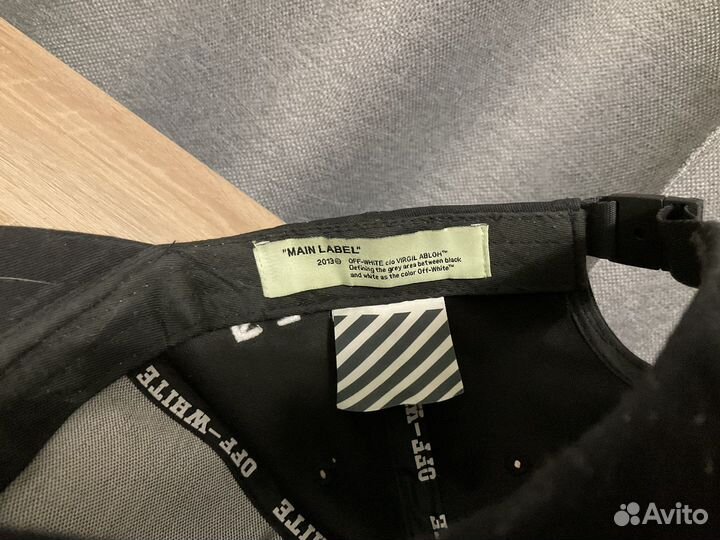 "MAIN LABEL"
2013© OFF-WHITE c/o VIRGIL ABLOH™
Defining the grey area between black
and white as the color Off-White™
OFF-WHITE
OFF-W
E
WHITE
Avito